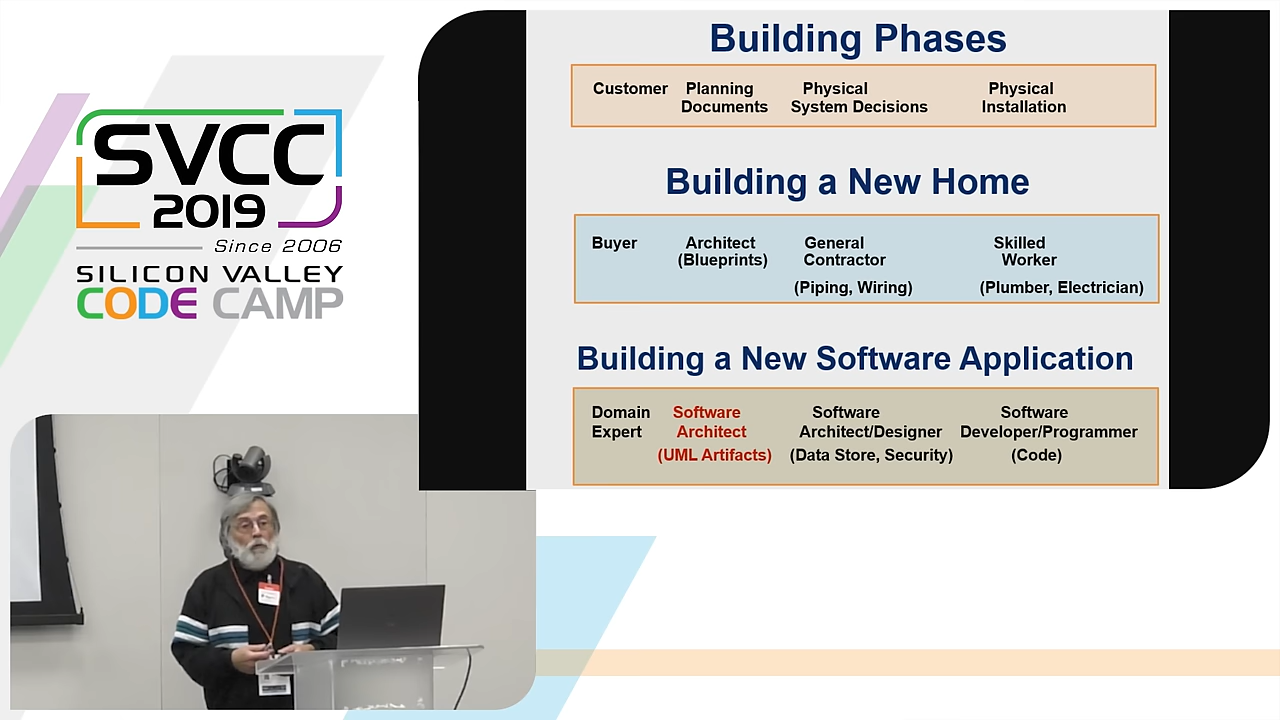 SVCC
2019
Since 2006
SILICON VALLEY
CODE CAMP
Building Phases
Customer Planning Physical Physical
Documents System Decisions Installation
Building a New Home
Buyer Architect General Skilled
(Blueprints) Contractor Worker
(Piping, Wiring) (Plumber, Electrician)
Building a New Software Application
Domain Software Software Software
Expert Architect Architect/Designer Developer/Programmer
(UML Artifacts) (Data Store, Security) (Code)